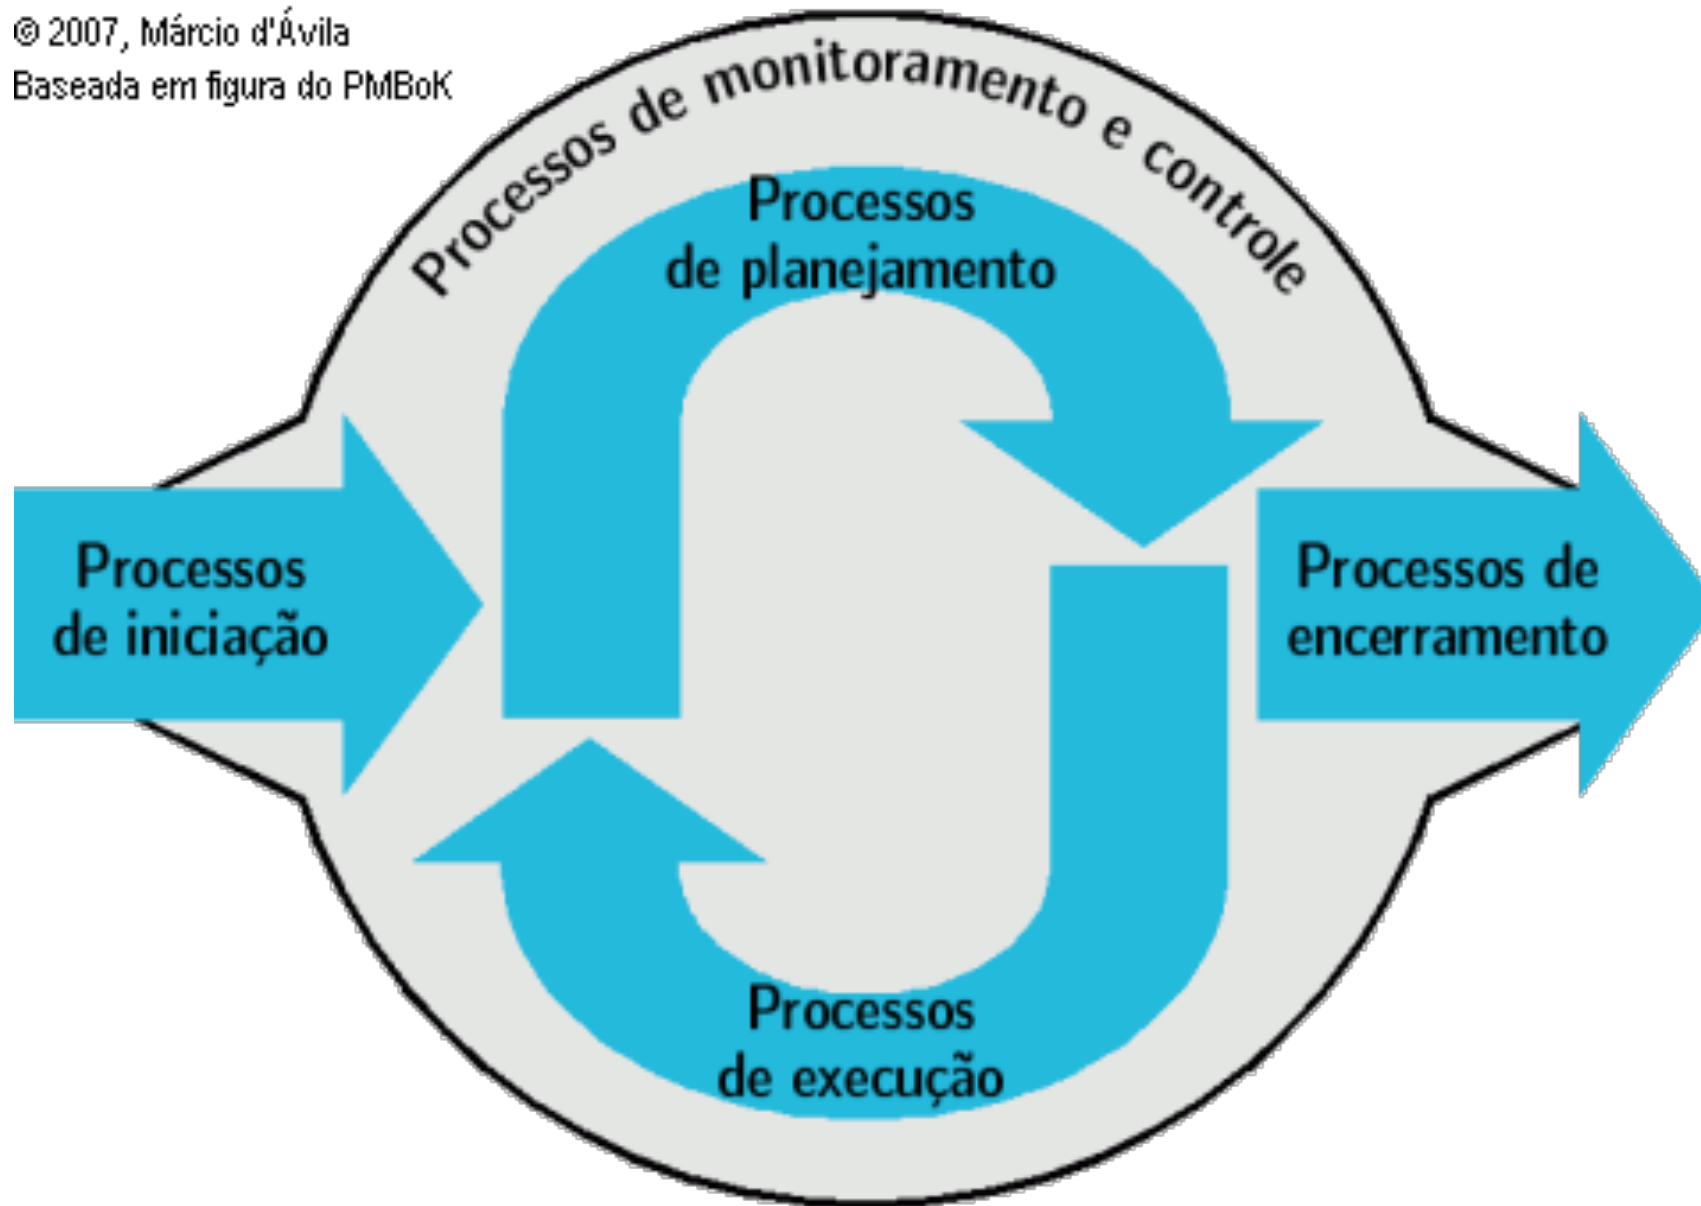 © 2007, Márcio d'Ávila
Baseada em figura do PMBoK
Processos de monitoramento e controle
Processos
de planejamento
Processos
de iniciação
Processos de
encerramento
Processos
de execução